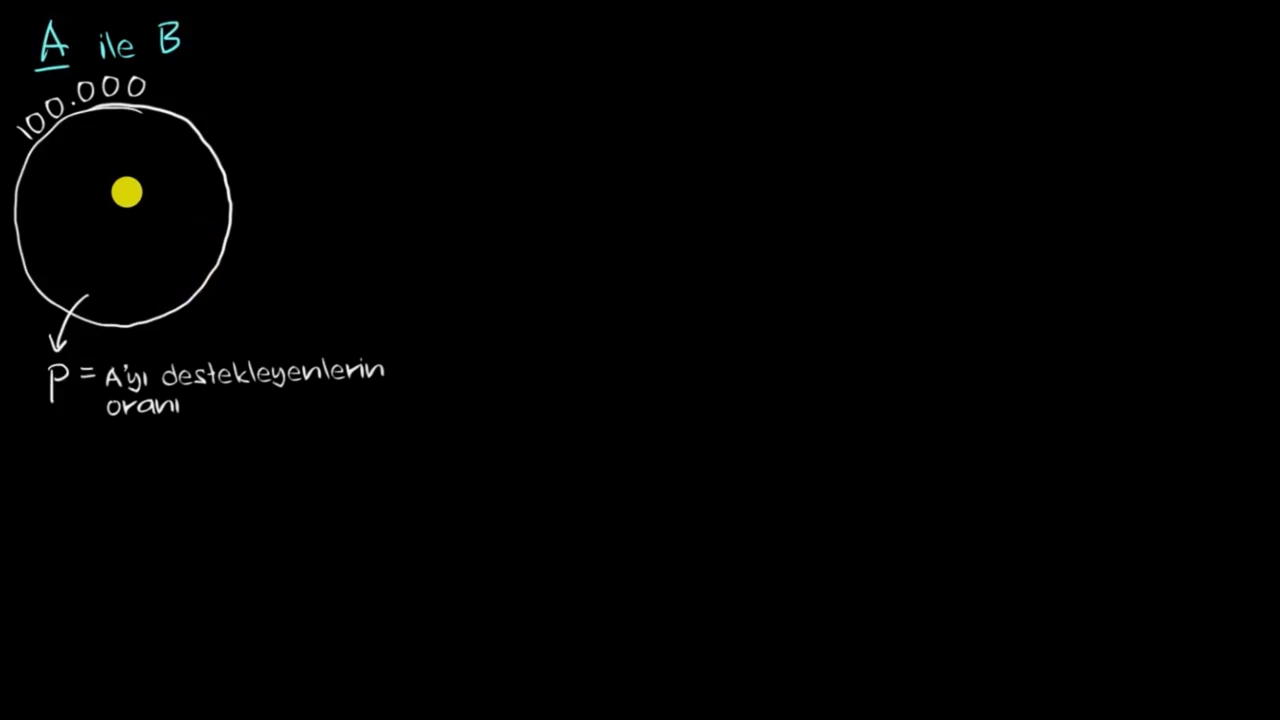 A ile B
100.000
P = A'yı destekleyenlerin
oranı